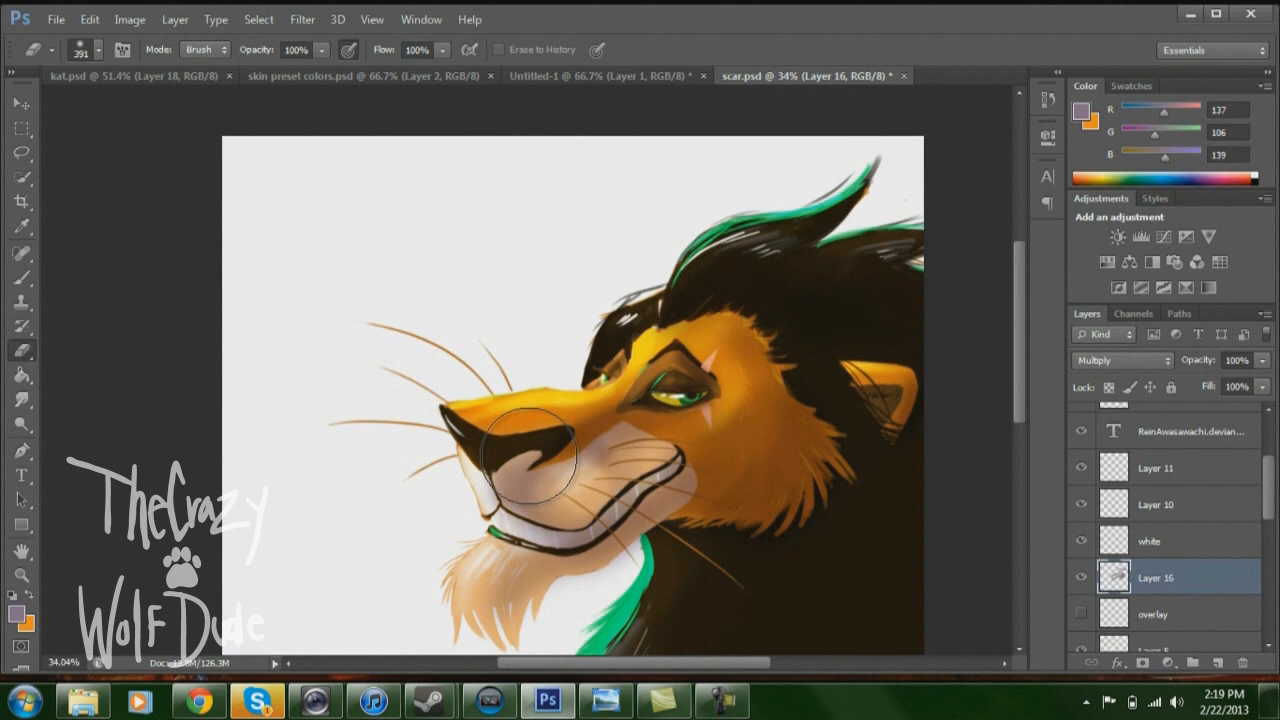 Ps File Edit Image Layer Type Select Filter 3D View Window Help
391 Mode: Brush Opacity: 100% Flow: 100% Erase to History Essentials
kat.psd @ 51.4% (Layer 18, RGB/8) × skin preset colors.psd @ 66.7% (Layer 2, RGB/8) × Untitled-1 @ 66.7% (Layer 1, RGB/8) * × scar.psd @ 34% (Layer 16, RGB/8) * ×
Color Swatches
R 137
G 106
B 139
Adjustments Styles
Add an adjustment
Layers Channels Paths
Kind
Multiply Opacity: 100%
Lock: Fill: 100%
ReinAwasawachi.devian...
Layer 11
Layer 10
white
Layer 16
overlay
TheCrazy
WolfDude
34.04%
2:19 PM
2/22/2013